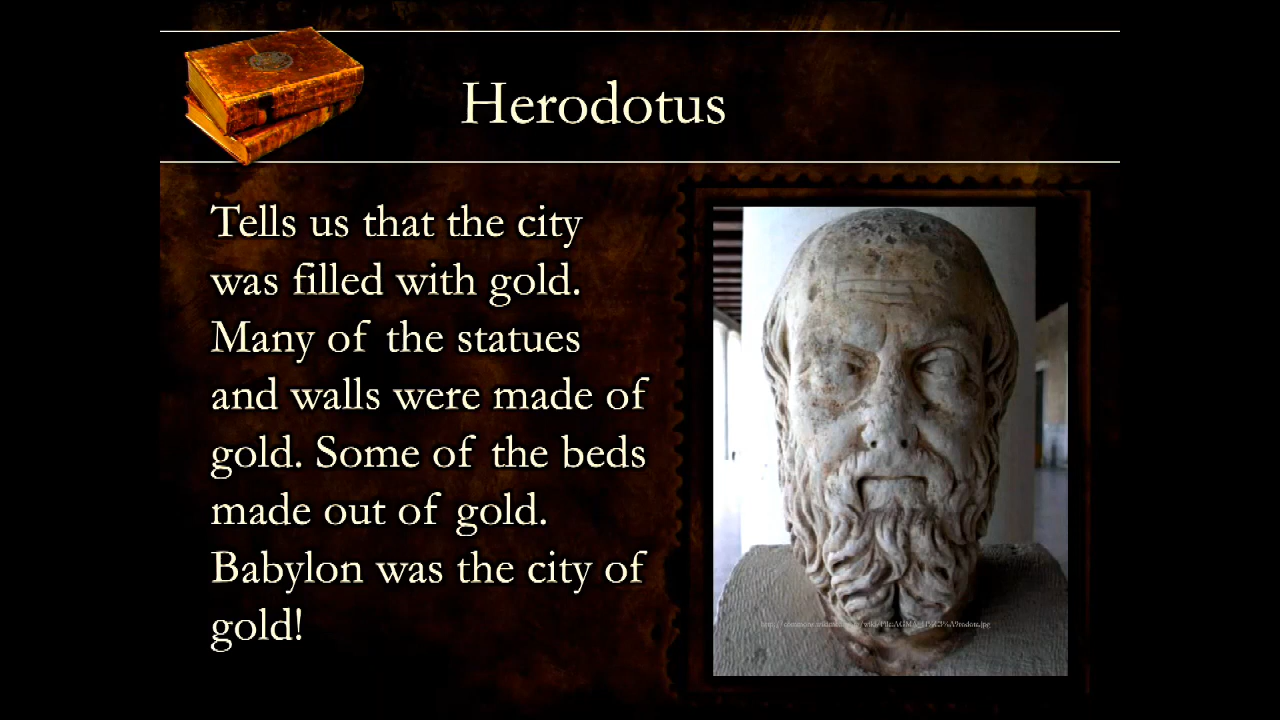 Herodotus
Tells us that the city
was filled with gold.
Many of the statues
and walls were made of
gold. Some of the beds
made out of gold.
Babylon was the city of
gold!